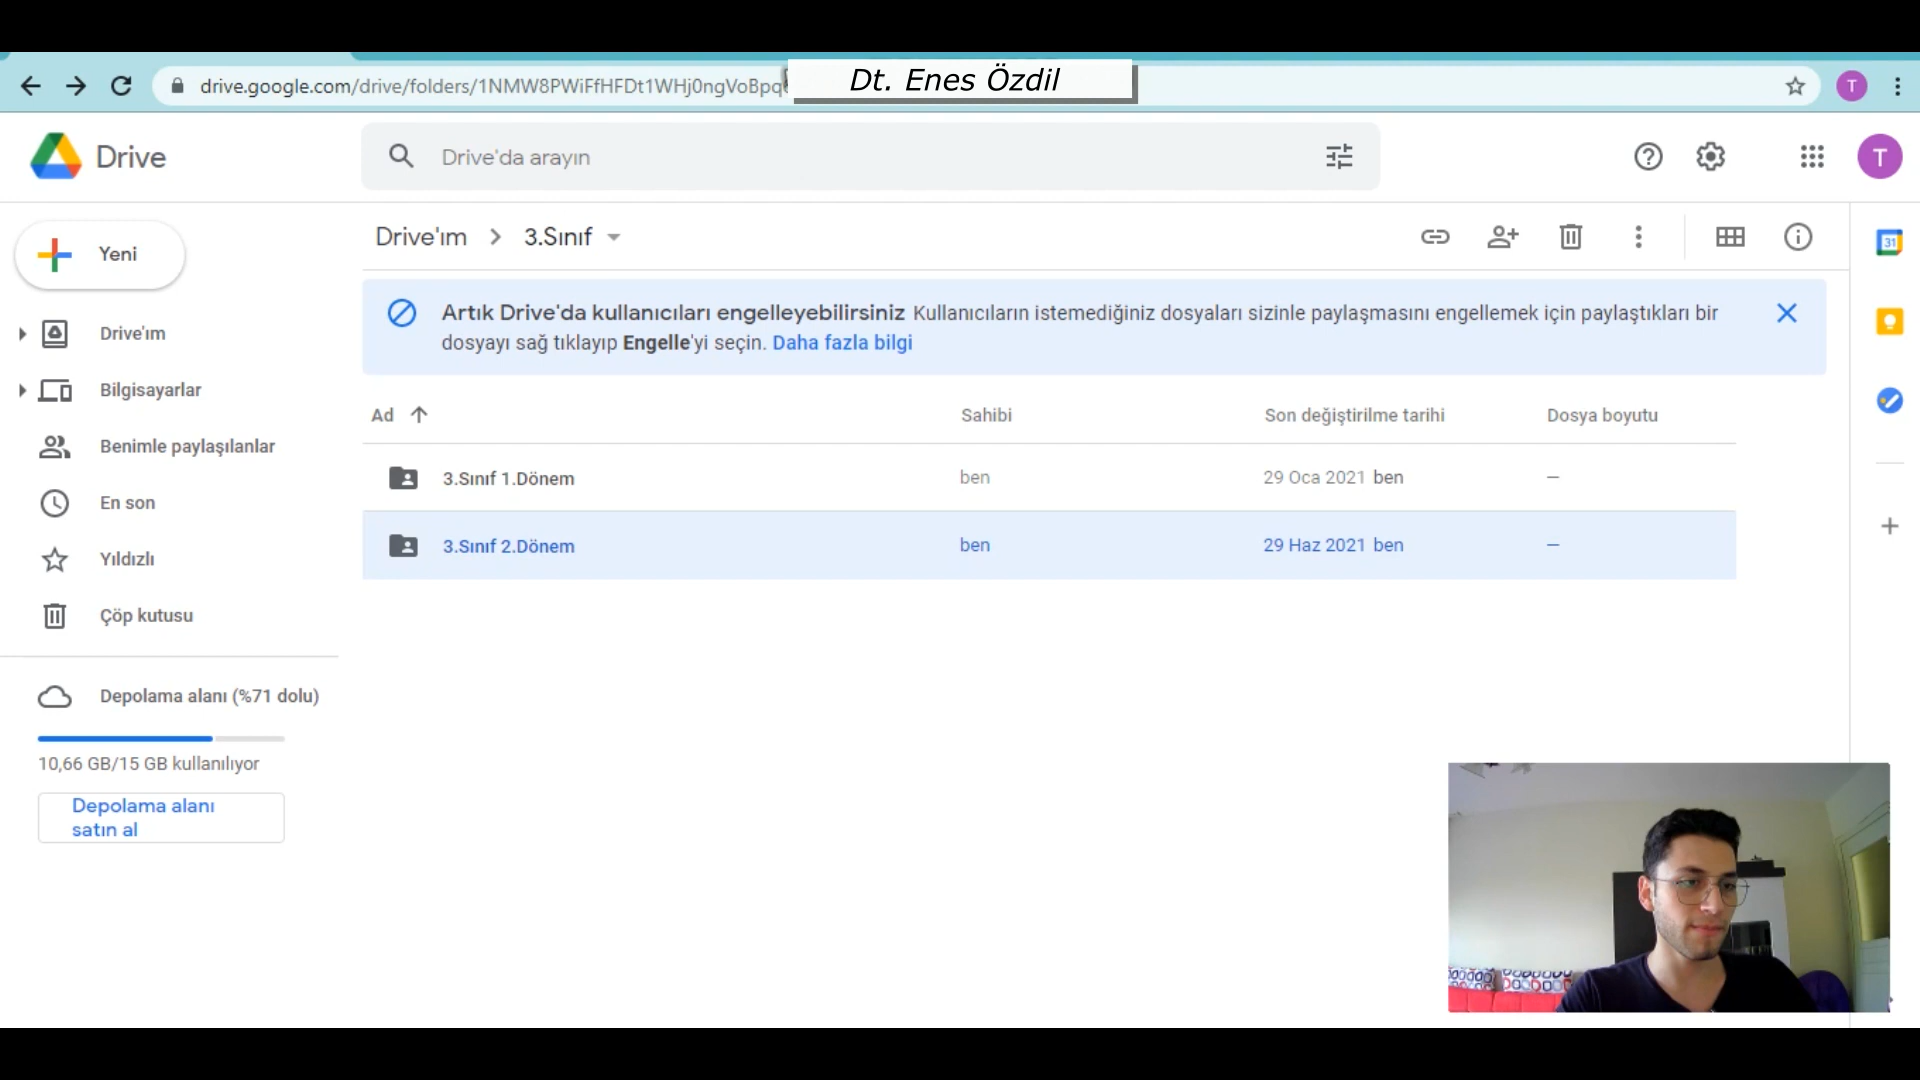 Dt. Enes Özdil
drive.google.com/drive/folders/1NMW8PWiFfHFDt1WHj0ngVoBpq
T
Drive
Drive'da arayın
T
Yeni
Drive'ım > 3.Sınıf
31
Artık Drive'da kullanıcıları engelleyebilirsiniz Kullanıcıların istemediğiniz dosyaları sizinle paylaşmasını engellemek için paylaştıkları bir
dosyayı sağ tıklayıp Engelle'yi seçin. Daha fazla bilgi
Drive'ım
Bilgisayarlar
Benimle paylaşılanlar
En son
Yıldızlı
Çöp kutusu
Depolama alanı (%71 dolu)
10,66 GB/15 GB kullanılıyor
Depolama alanı
satın al
Ad Sahibi Son değiştirilme tarihi Dosya boyutu
3.Sınıf 1.Dönem ben 29 Oca 2021 ben —
3.Sınıf 2.Dönem ben 29 Haz 2021 ben —